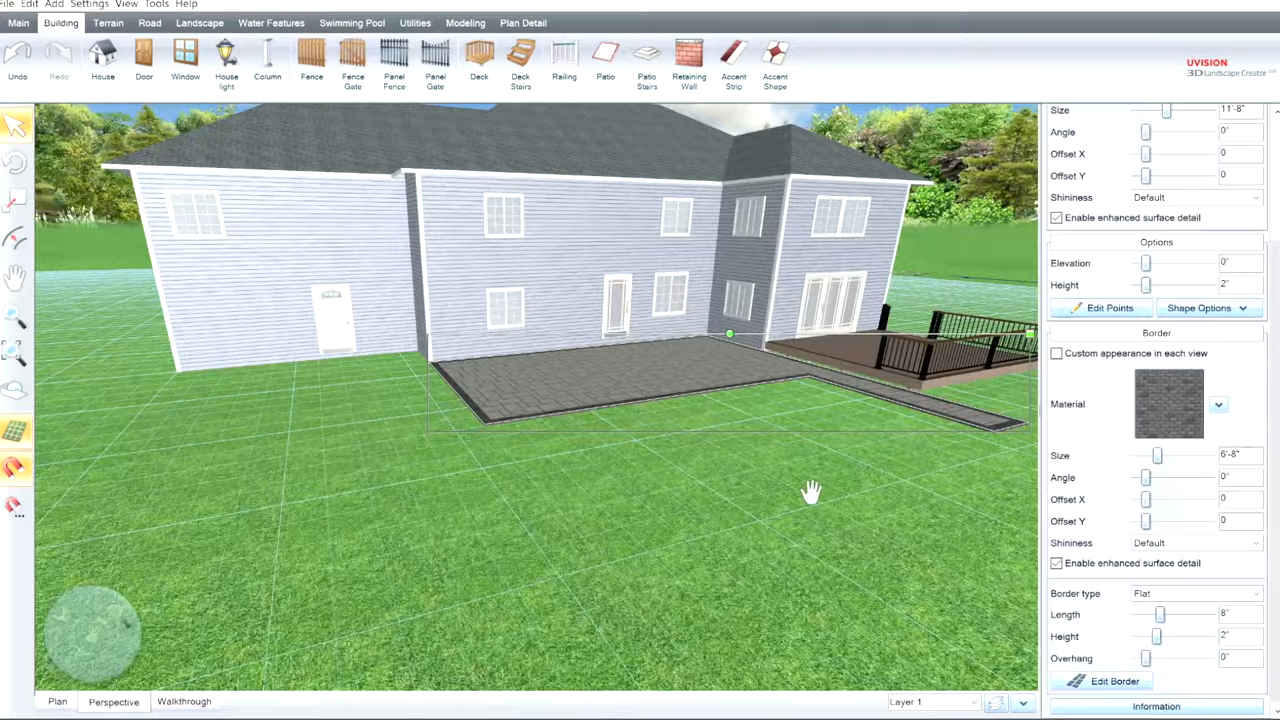 File Edit Add Settings View Tools Help
Main Building Terrain Road Landscape Water Features Swimming Pool Utilities Modeling Plan Detail
Undo Redo House Door Window House light Column Fence Fence Gate Panel Fence Panel Gate Deck Deck Stairs Railing Patio Patio Stairs Retaining Wall Accent Strip Accent Shape
UVISION
3D Landscape Creator
Size 11'-8"
Angle 0°
Offset X 0
Offset Y 0
Shininess Default
Enable enhanced surface detail
Options
Elevation 0"
Height 2"
Edit Points Shape Options
Border
Custom appearance in each view
Material
Size 6'-8"
Angle 0°
Offset X 0
Offset Y 0
Shininess Default
Enable enhanced surface detail
Border type Flat
Length 8"
Height 2"
Overhang 0"
Edit Border
Information
Plan Perspective Walkthrough Layer 1